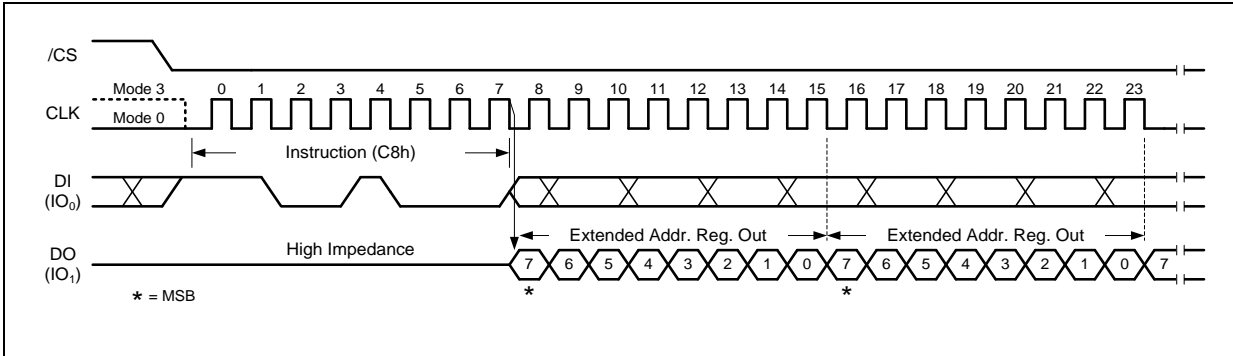 /CS
Mode 3 0 1 2 3 4 5 6 7 8 9 10 11 12 13 14 15 16 17 18 19 20 21 22 23
CLK
Mode 0
Instruction (C8h)
DI
(IO0)
Extended Addr. Reg. Out Extended Addr. Reg. Out
High Impedance
DO 7 6 5 4 3 2 1 0 7 6 5 4 3 2 1 0 7
(IO1)
* *
* = MSB